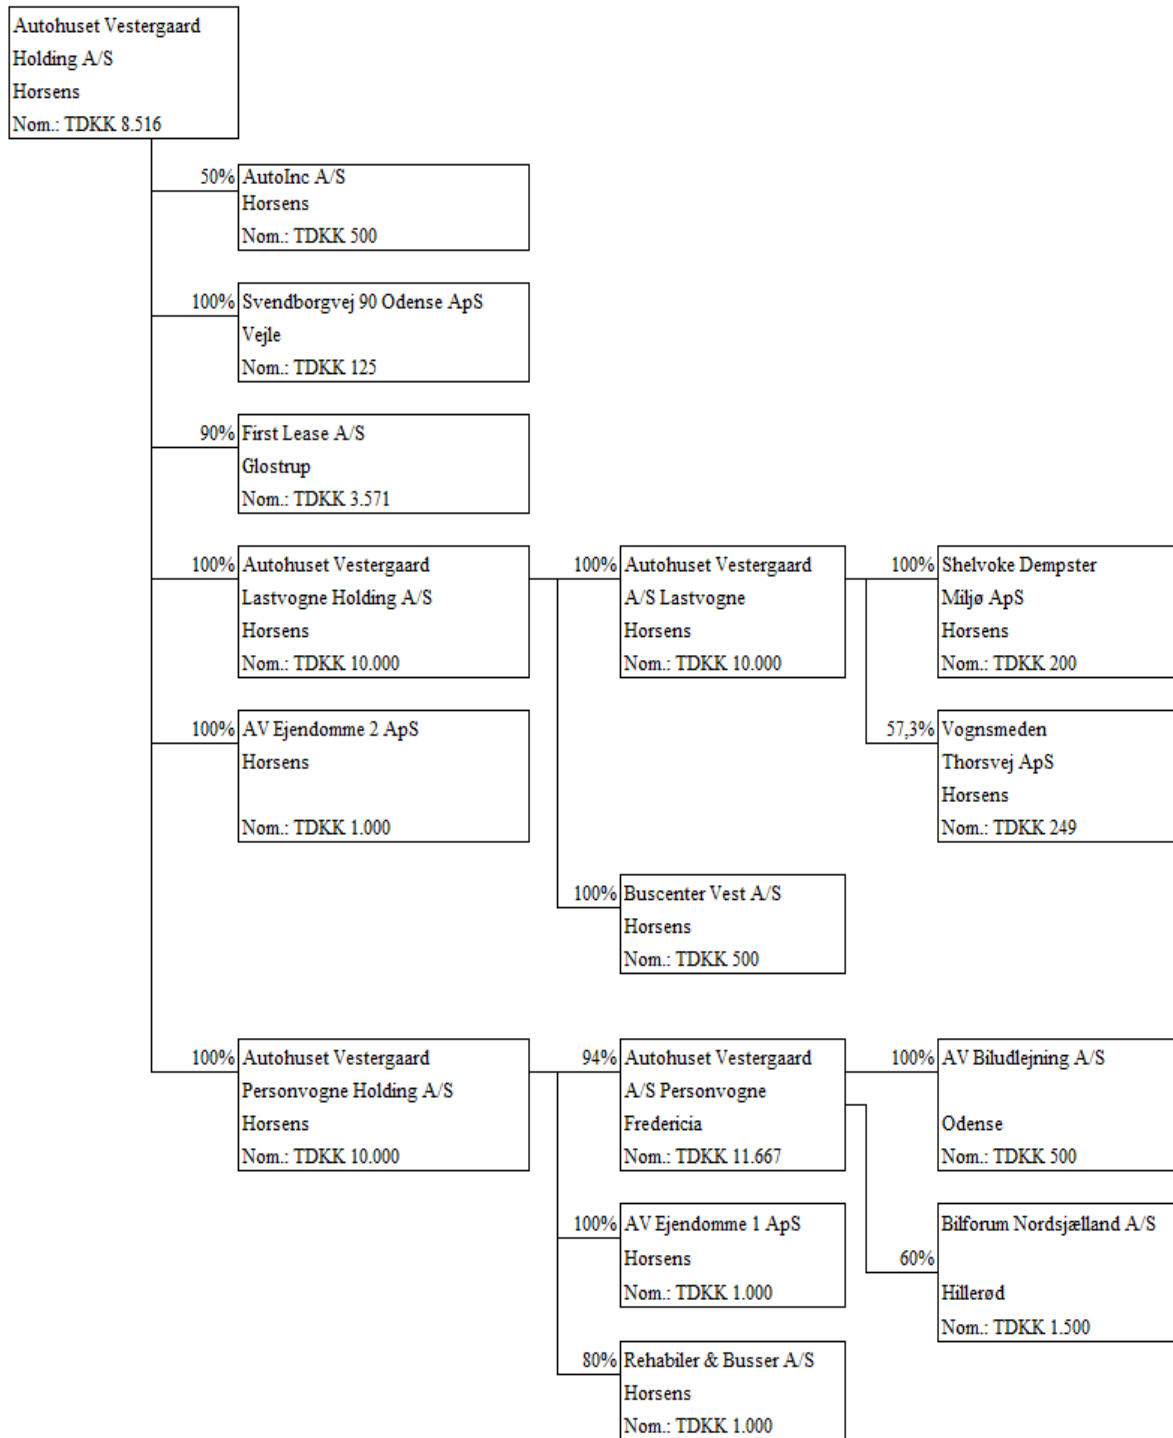 Autohuset Vestergaard
Holding A/S
Horsens
Nom.: TDKK 8.516
50%
AutoInc A/S
Horsens
Nom.: TDKK 500
100%
Svendborgvej 90 Odense ApS
Vejle
Nom.: TDKK 125
90%
First Lease A/S
Glostrup
Nom.: TDKK 3.571
100%
Autohuset Vestergaard
Lastvogne Holding A/S
Horsens
Nom.: TDKK 10.000
100%
Autohuset Vestergaard
A/S Lastvogne
Horsens
Nom.: TDKK 10.000
100%
Shelvoke Dempster
Miljø ApS
Horsens
Nom.: TDKK 200
100%
AV Ejendomme 2 ApS
Horsens
Nom.: TDKK 1.000
57,3%
Vognsmeden
Thorsvej ApS
Horsens
Nom.: TDKK 249
100%
Buscenter Vest A/S
Horsens
Nom.: TDKK 500
100%
Autohuset Vestergaard
Personvogne Holding A/S
Horsens
Nom.: TDKK 10.000
94%
Autohuset Vestergaard
A/S Personvogne
Fredericia
Nom.: TDKK 11.667
100%
AV Biludlejning A/S
Odense
Nom.: TDKK 500
100%
AV Ejendomme 1 ApS
Horsens
Nom.: TDKK 1.000
60%
Bilforum Nordsjælland A/S
Hillerød
Nom.: TDKK 1.500
80%
Rehabiler & Busser A/S
Horsens
Nom.: TDKK 1.000